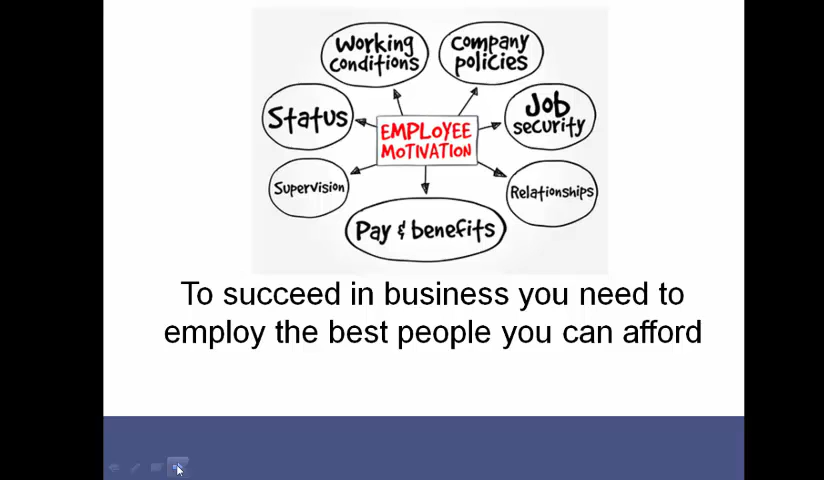 Working
conditions
Company
policies
Status
EMPLOYEE
MOTIVATION
Job
security
Supervision
Relationships
Pay & benefits
To succeed in business you need to
employ the best people you can afford